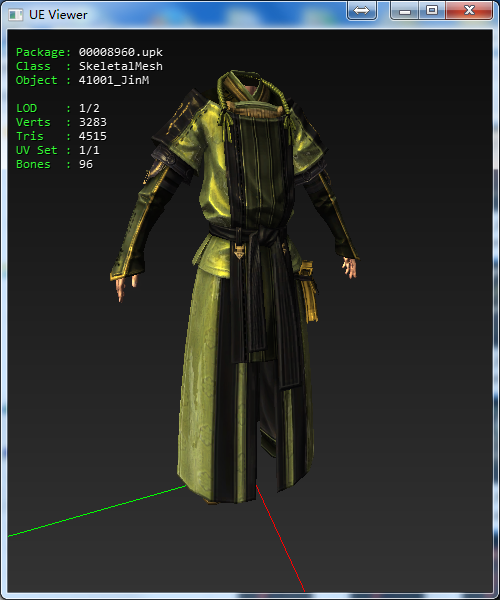 UE Viewer
Package: 00008960.upk
Class : SkeletalMesh
Object : 41001_JinM
LOD : 1/2
Verts : 3283
Tris : 4515
UV Set : 1/1
Bones : 96